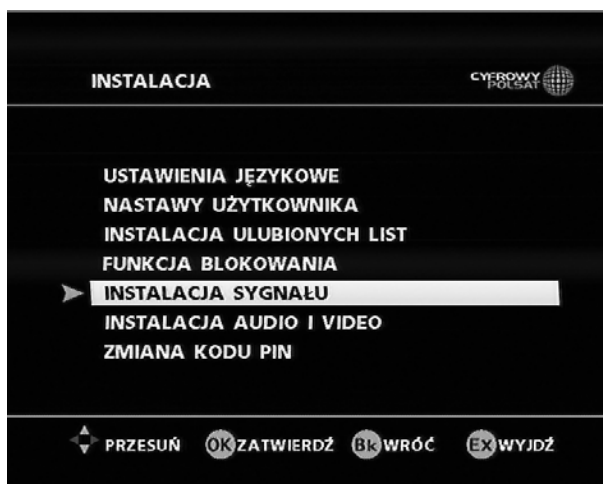 INSTALACJA
CYFROWY
POLSAT
USTAWIENIA JĘZYKOWE
NASTAWY UŻYTKOWNIKA
INSTALACJA ULUBIONYCH LIST
FUNKCJA BLOKOWANIA
INSTALACJA SYGNAŁU
INSTALACJA AUDIO I VIDEO
ZMIANA KODU PIN
PRZESUŃ OK ZATWIERDŹ Bk WRÓĆ EX WYJDŹ